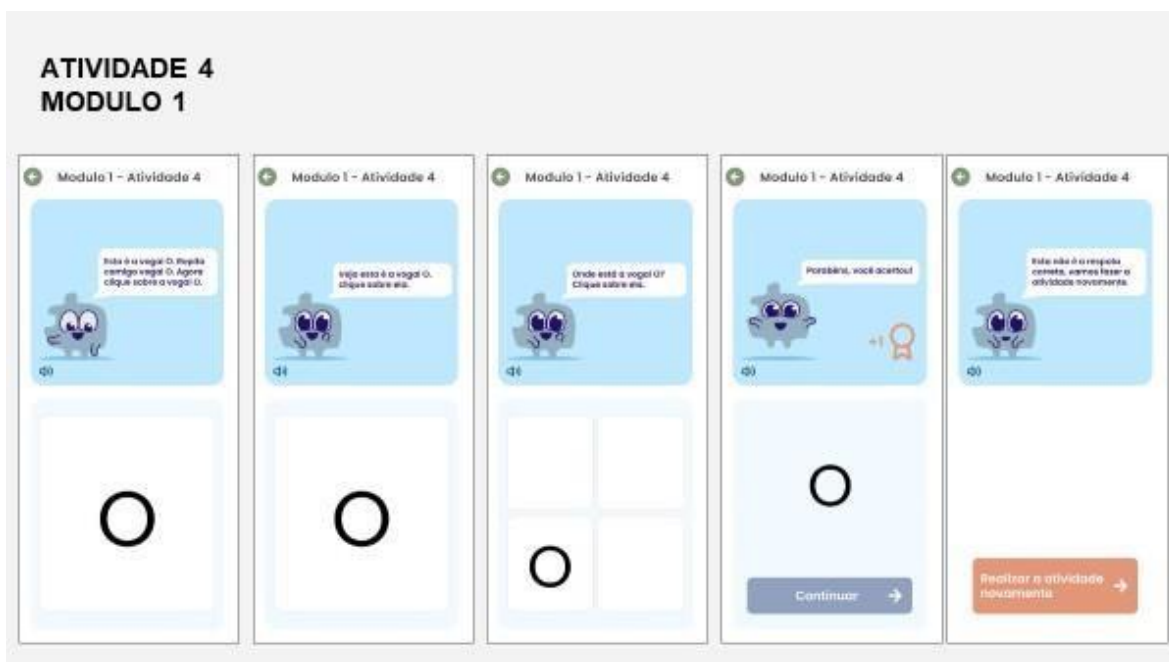 ATIVIDADE 4
MODULO 1
Modulo 1 - Atividade 4
Esta é a vogal O. Repita
comigo vogal O. Agora
clique sobre a vogal O.
O
Modulo 1 - Atividade 4
Veja esta é a vogal O.
clique sobre ela.
O
Modulo 1 - Atividade 4
Onde está a vogal O?
Clique sobre ela.
O
Modulo 1 - Atividade 4
Parabéns, você acertou!
+1
O
Continuar
Modulo 1 - Atividade 4
Esta não é a resposta
correta, vamos fazer a
atividade novamente.
Realizar a atividade
novamente